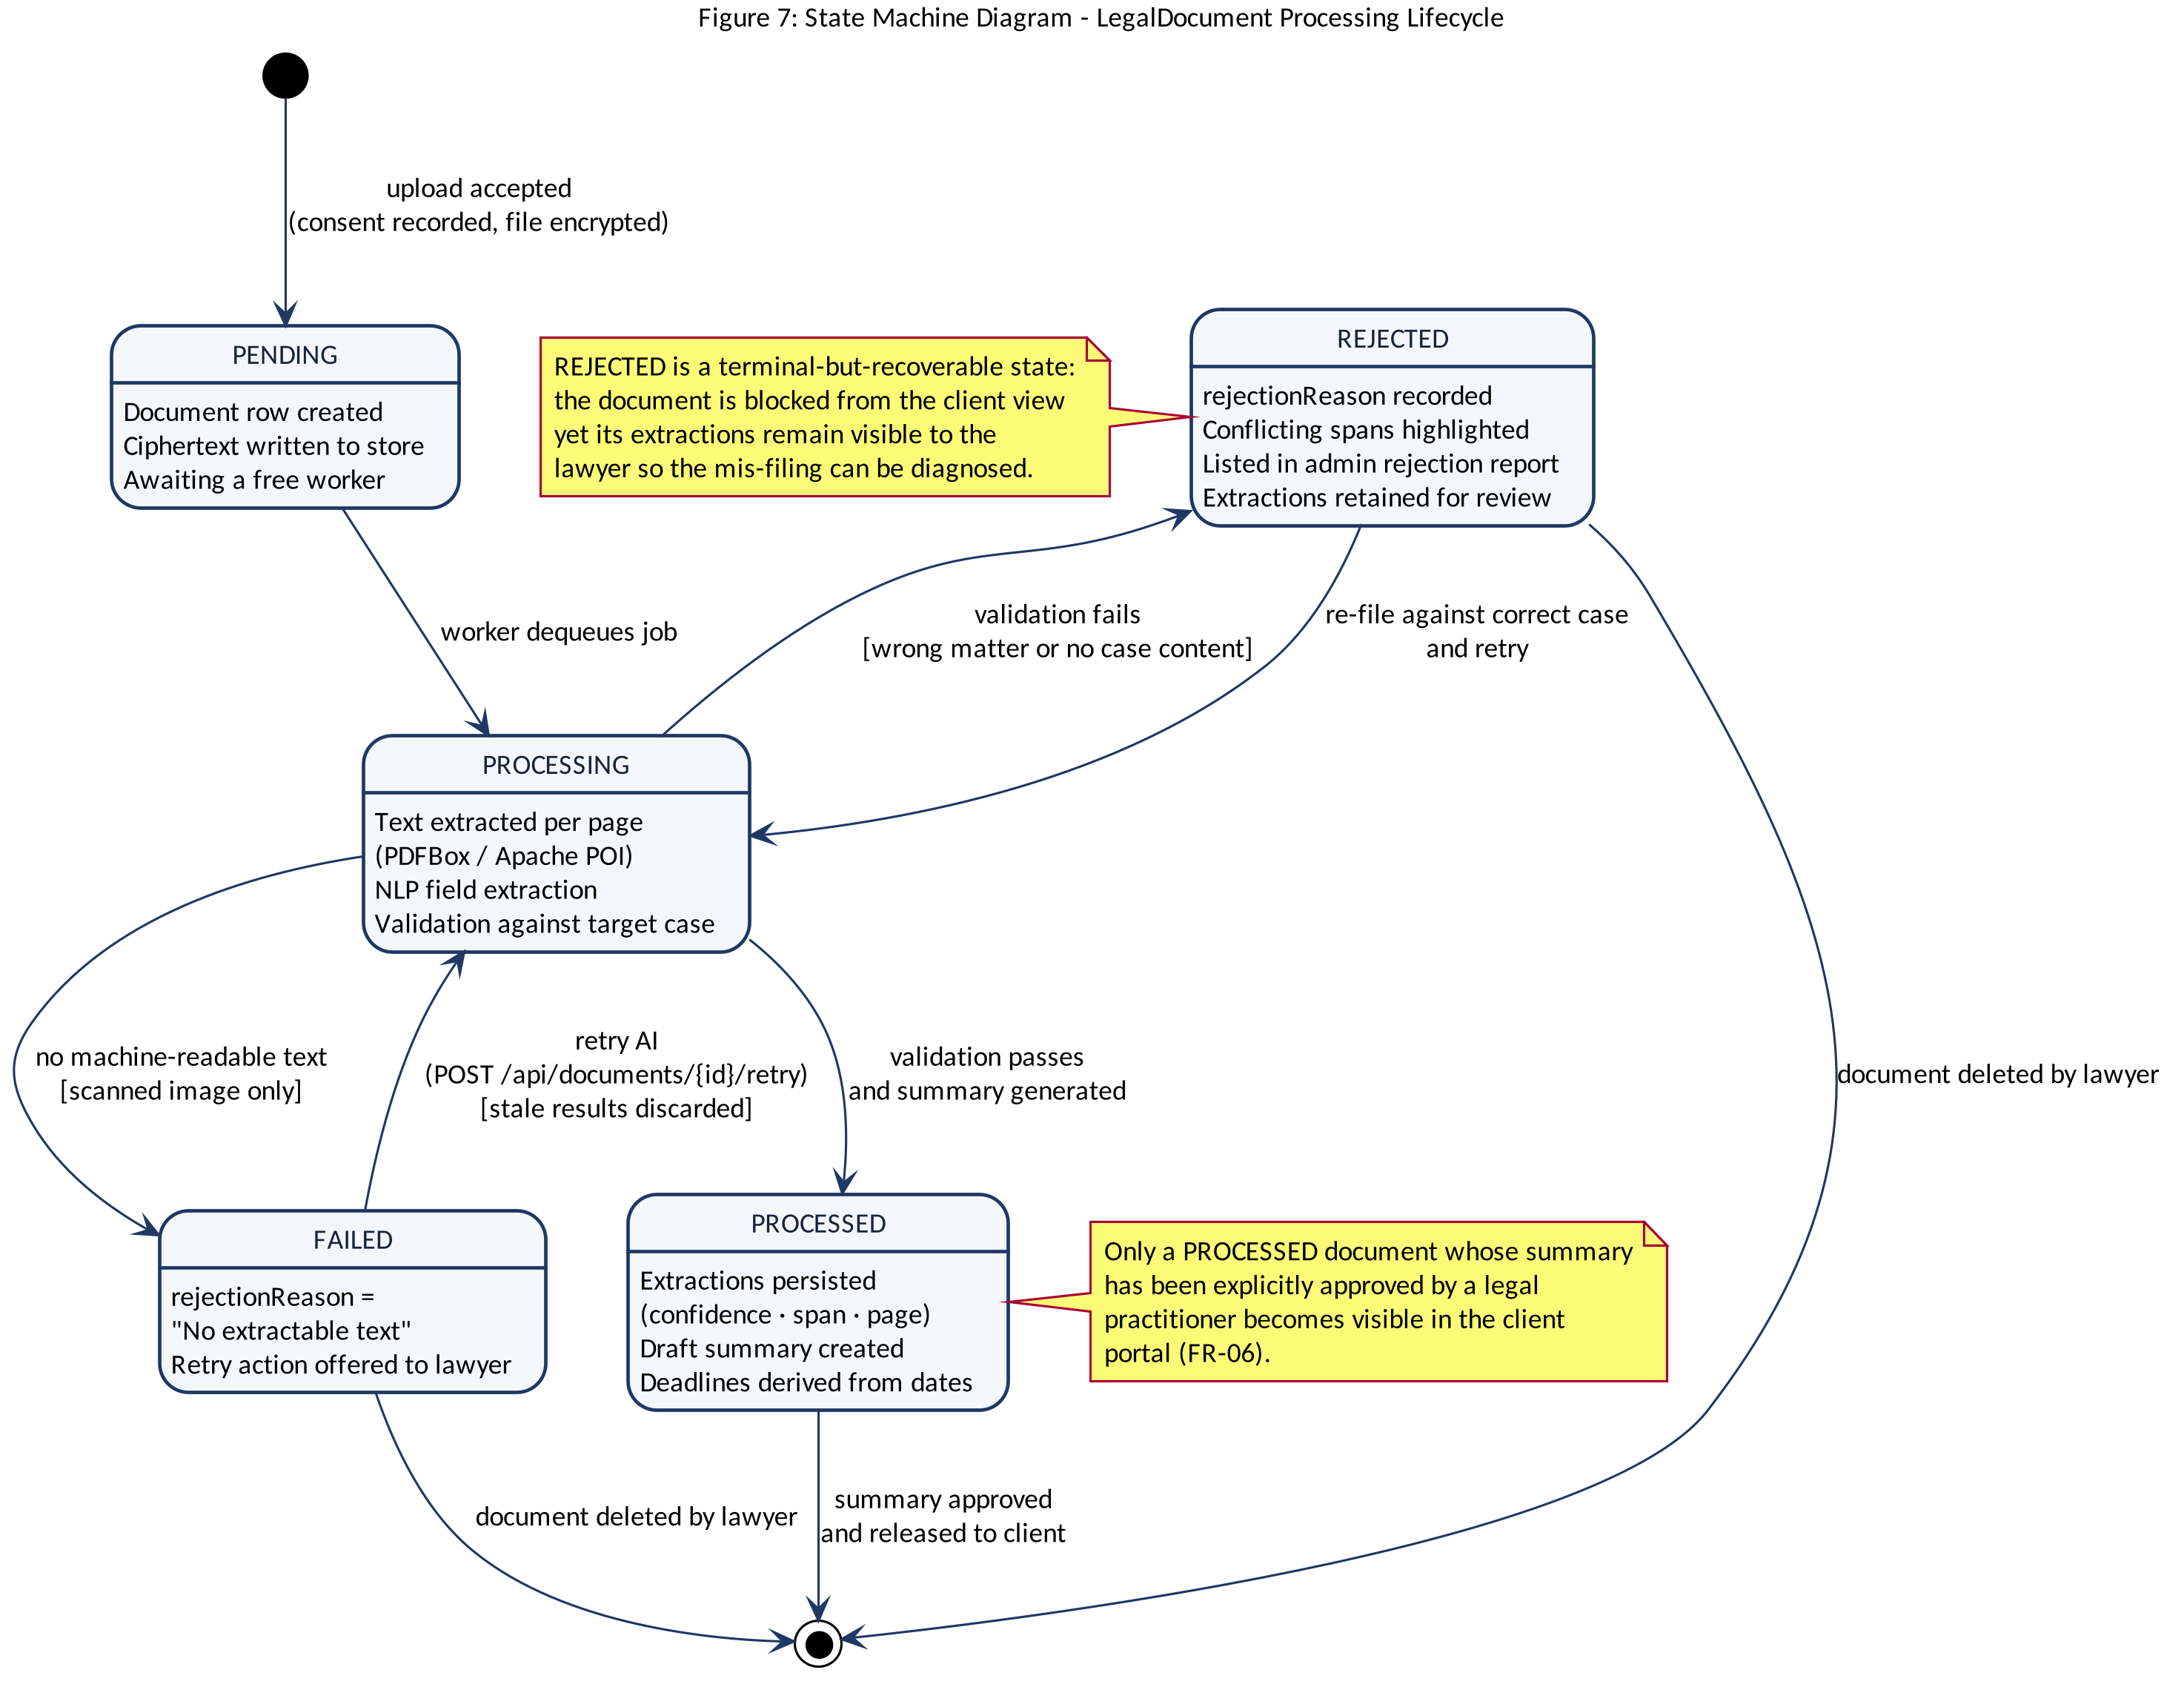 Figure 7: State Machine Diagram - LegalDocument Processing Lifecycle
upload accepted
(consent recorded, file encrypted)
PENDING
Document row created
Ciphertext written to store
Awaiting a free worker
REJECTED is a terminal-but-recoverable state:
the document is blocked from the client view
yet its extractions remain visible to the
lawyer so the mis-filing can be diagnosed.
REJECTED
rejectionReason recorded
Conflicting spans highlighted
Listed in admin rejection report
Extractions retained for review
worker dequeues job
validation fails
[wrong matter or no case content]
re-file against correct case
and retry
PROCESSING
Text extracted per page
(PDFBox / Apache POI)
NLP field extraction
Validation against target case
no machine-readable text
[scanned image only]
retry AI
(POST /api/documents/{id}/retry)
[stale results discarded]
validation passes
and summary generated
document deleted by lawyer
FAILED
rejectionReason =
"No extractable text"
Retry action offered to lawyer
PROCESSED
Extractions persisted
(confidence · span · page)
Draft summary created
Deadlines derived from dates
Only a PROCESSED document whose summary
has been explicitly approved by a legal
practitioner becomes visible in the client
portal (FR-06).
document deleted by lawyer
summary approved
and released to client